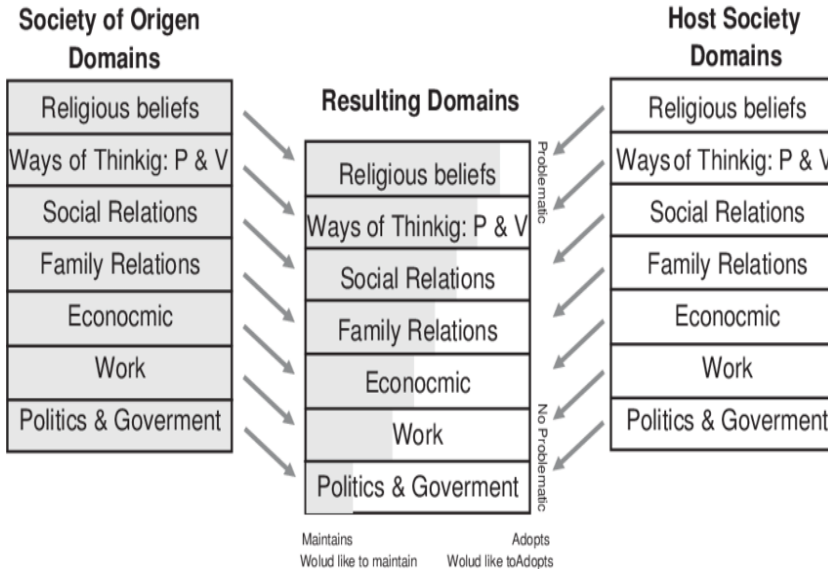 Society of Origen
Domains
Religious beliefs
Ways of Thinkig: P & V
Social Relations
Family Relations
Econocmic
Work
Politics & Goverment
Resulting Domains
Religious beliefs
Ways of Thinkig: P & V
Social Relations
Family Relations
Econocmic
Work
Politics & Goverment
Problematic
No Problematic
Maintains
Wolud like to maintain
Adopts
Wolud like toAdopts
Host Society
Domains
Religious beliefs
Ways of Thinkig: P & V
Social Relations
Family Relations
Econocmic
Work
Politics & Goverment